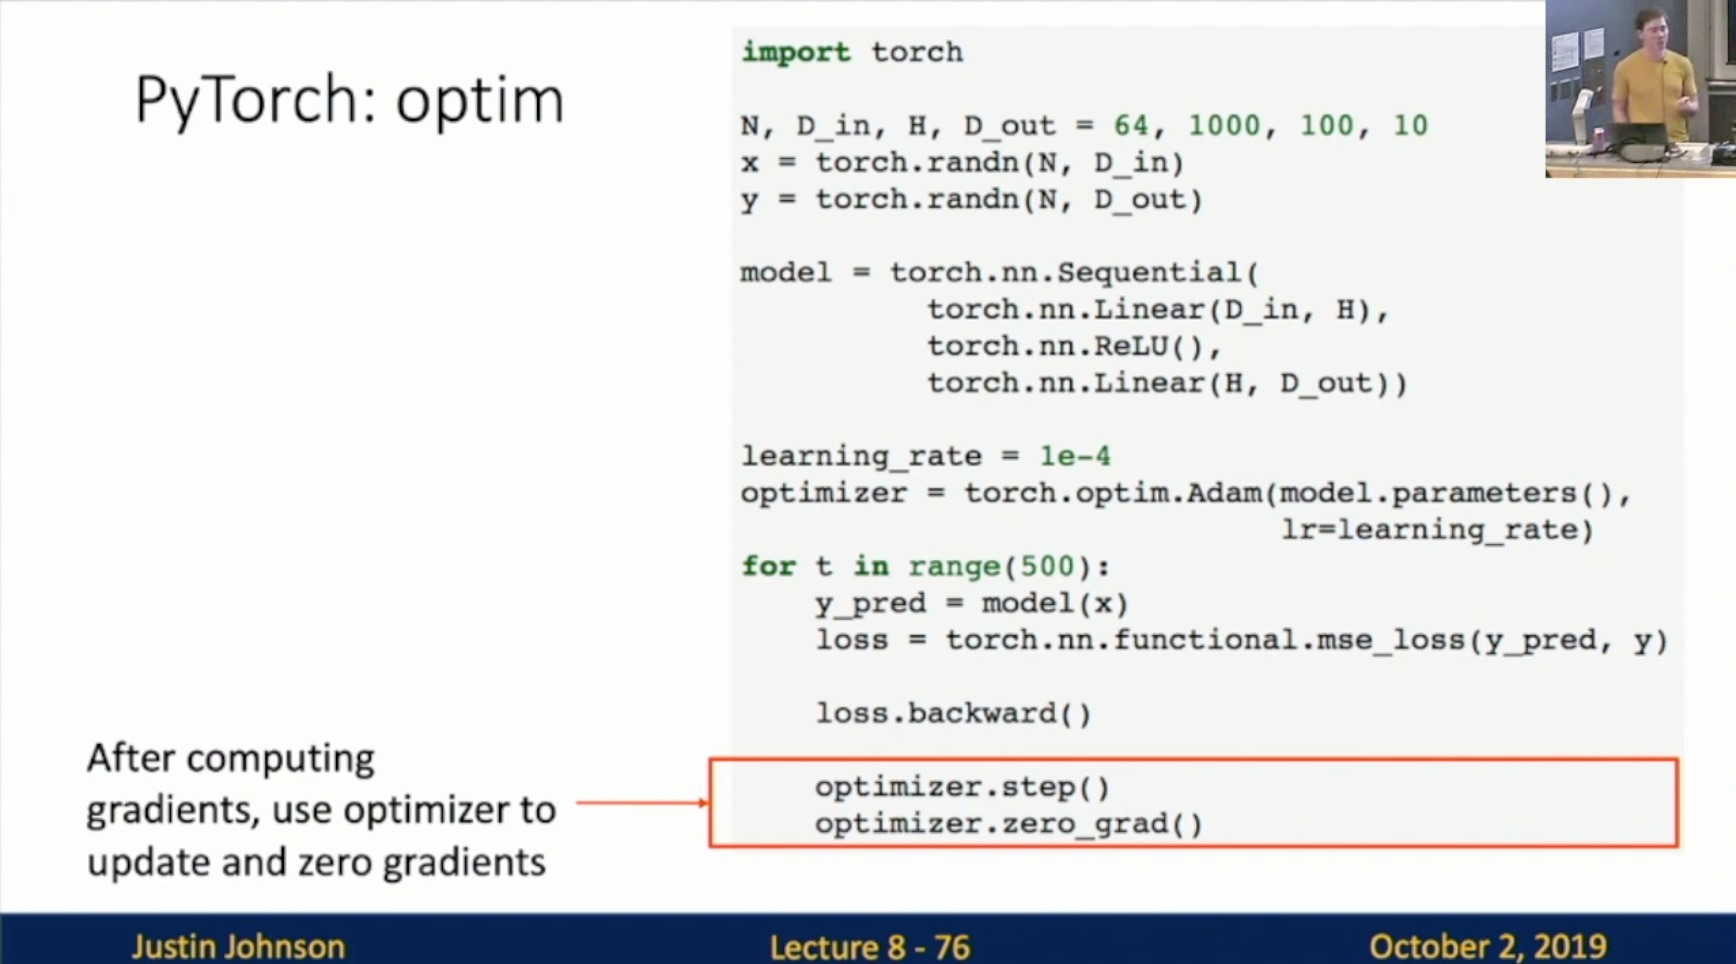 PyTorch: optim
import torch
N, D_in, H, D_out = 64, 1000, 100, 10
x = torch.randn(N, D_in)
y = torch.randn(N, D_out)
model = torch.nn.Sequential(
torch.nn.Linear(D_in, H),
torch.nn.ReLU(),
torch.nn.Linear(H, D_out))
learning_rate = 1e-4
optimizer = torch.optim.Adam(model.parameters(),
lr=learning_rate)
for t in range(500):
y_pred = model(x)
loss = torch.nn.functional.mse_loss(y_pred, y)
loss.backward()
optimizer.step()
optimizer.zero_grad()
After computing
gradients, use optimizer to
update and zero gradients
Justin Johnson
Lecture 8 - 76
October 2, 2019